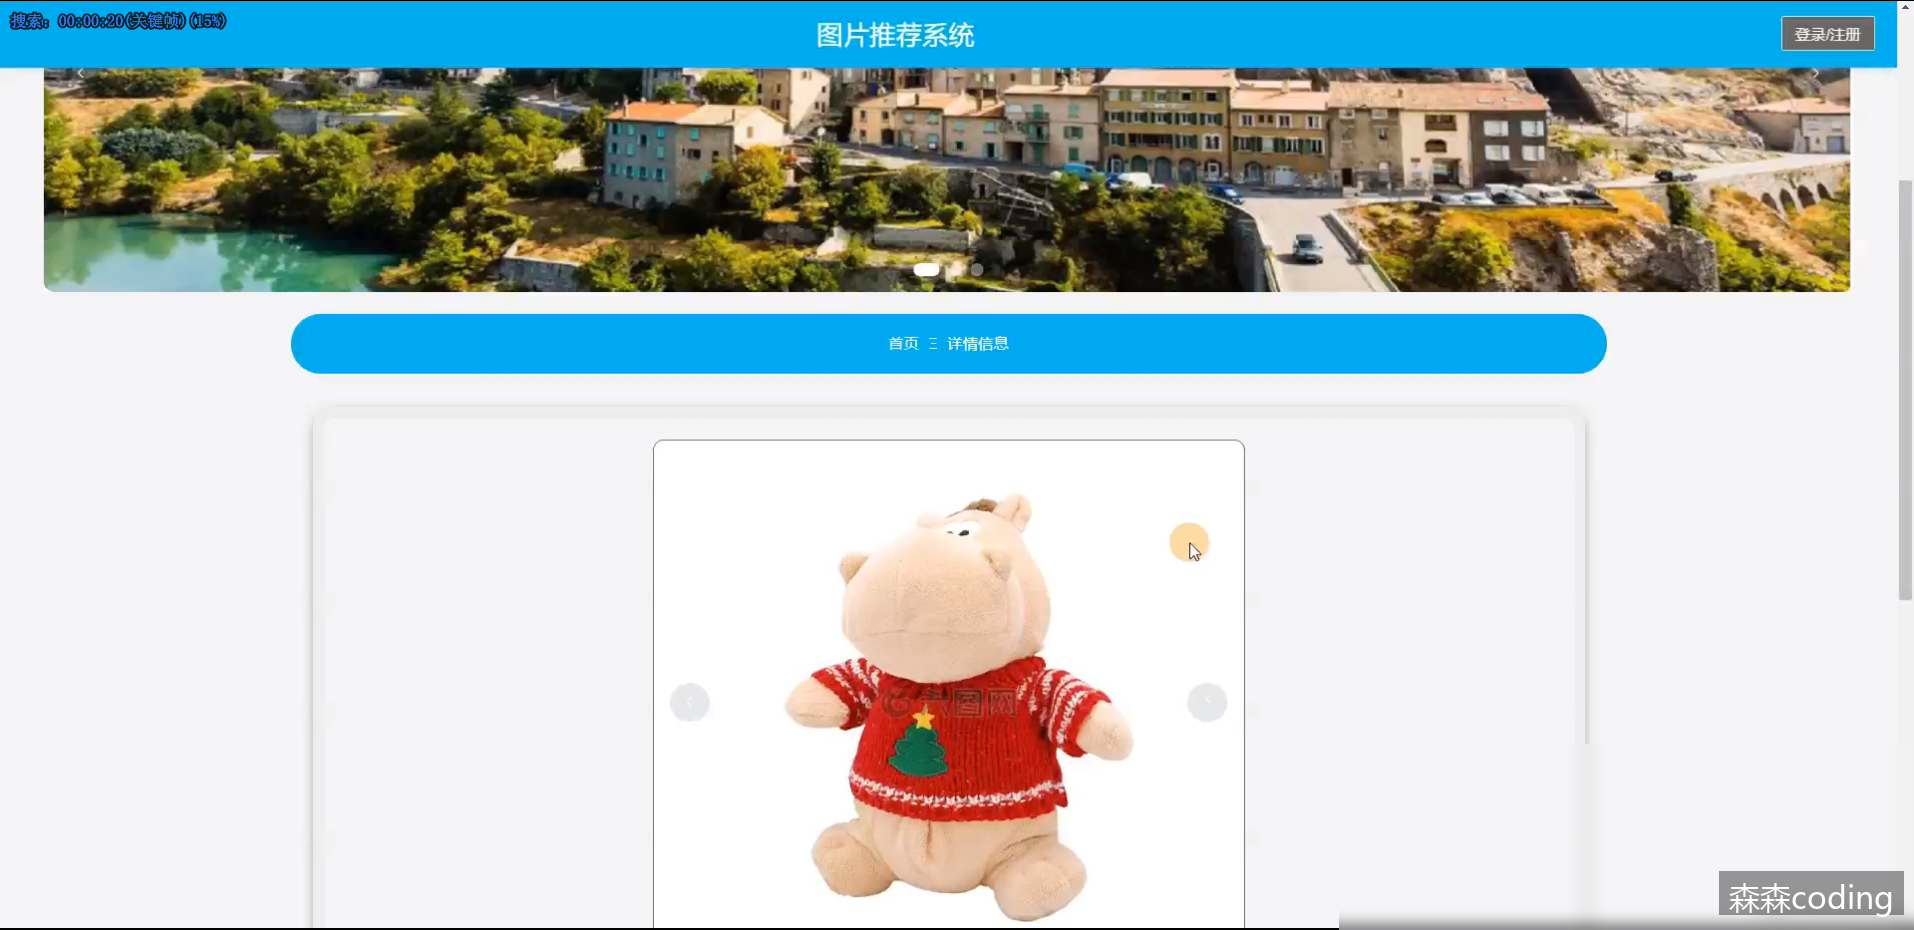 搜索: 00:00:20(关键帧)(15%)
图片推荐系统
登录/注册
首页 Ξ 详情信息
六图网
森森coding